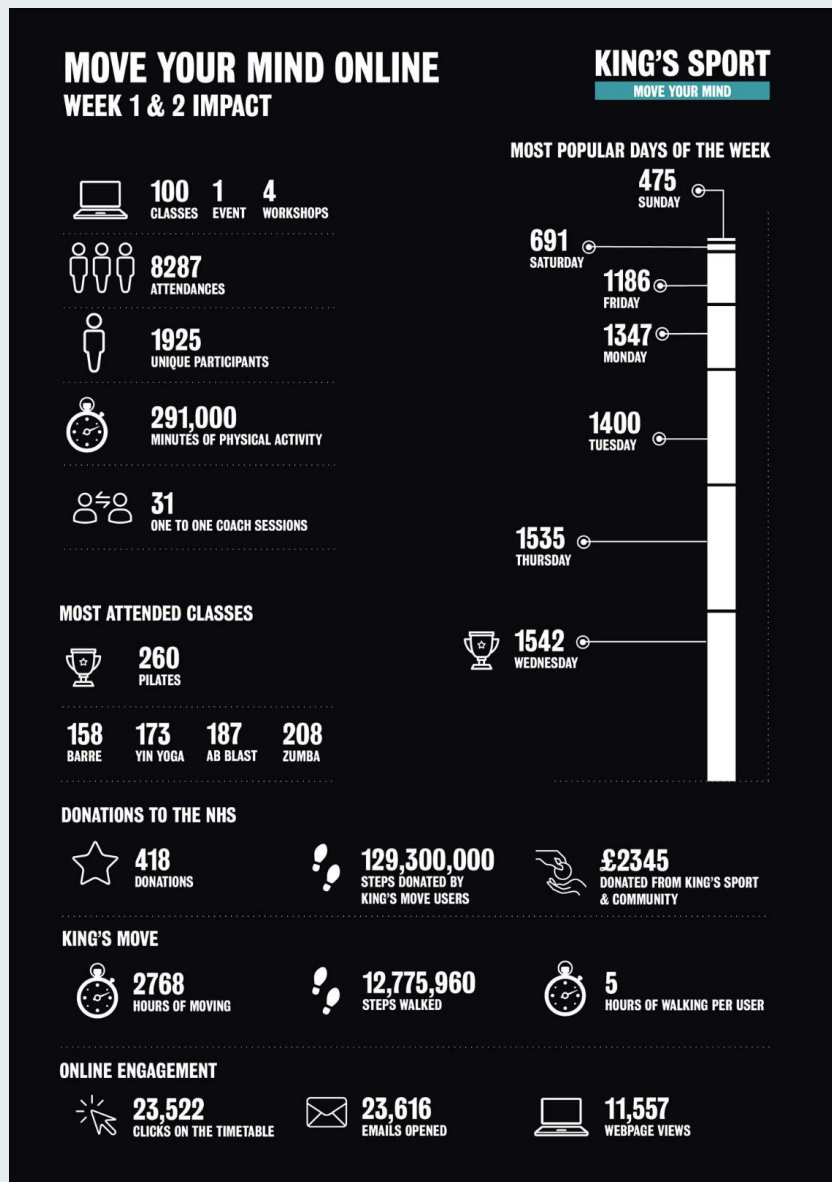 MOVE YOUR MIND ONLINE
WEEK 1 & 2 IMPACT
KING'S SPORT
MOVE YOUR MIND
100 1 4
CLASSES EVENT WORKSHOPS
8287
ATTENDANCES
1925
UNIQUE PARTICIPANTS
291,000
MINUTES OF PHYSICAL ACTIVITY
31
ONE TO ONE COACH SESSIONS
MOST POPULAR DAYS OF THE WEEK
475
SUNDAY
691
SATURDAY
1186
FRIDAY
1347
MONDAY
1400
TUESDAY
1535
THURSDAY
1542
WEDNESDAY
MOST ATTENDED CLASSES
260
PILATES
158 173 187 208
BARRE YIN YOGA AB BLAST ZUMBA
DONATIONS TO THE NHS
418
DONATIONS
129,300,000
STEPS DONATED BY
KING'S MOVE USERS
£2345
DONATED FROM KING'S SPORT
& COMMUNITY
KING'S MOVE
2768
HOURS OF MOVING
12,775,960
STEPS WALKED
5
HOURS OF WALKING PER USER
ONLINE ENGAGEMENT
23,522
CLICKS ON THE TIMETABLE
23,616
EMAILS OPENED
11,557
WEBPAGE VIEWS